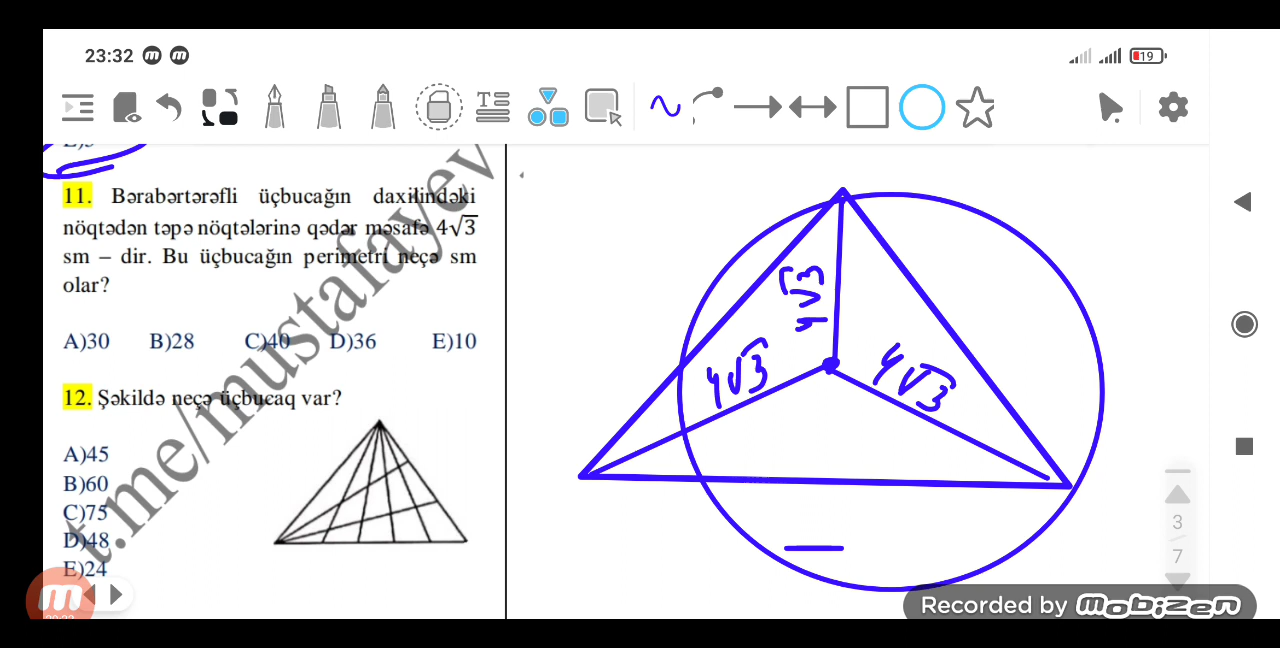 23:32
19
11. Bərabərtərəfli üçbucağın daxilindəki
nöqtədən təpə nöqtələrinə qədər məsafə 4√3
sm – dir. Bu üçbucağın perimetri neçə sm
olar?
A)30 B)28 C)40 D)36 E)10
12. Şəkildə neçə üçbucaq var?
A)45
B)60
C)75
D)48
E)24
t.me/mustafayev
4√3
4√3
4√3
3
7
Recorded by mobizen